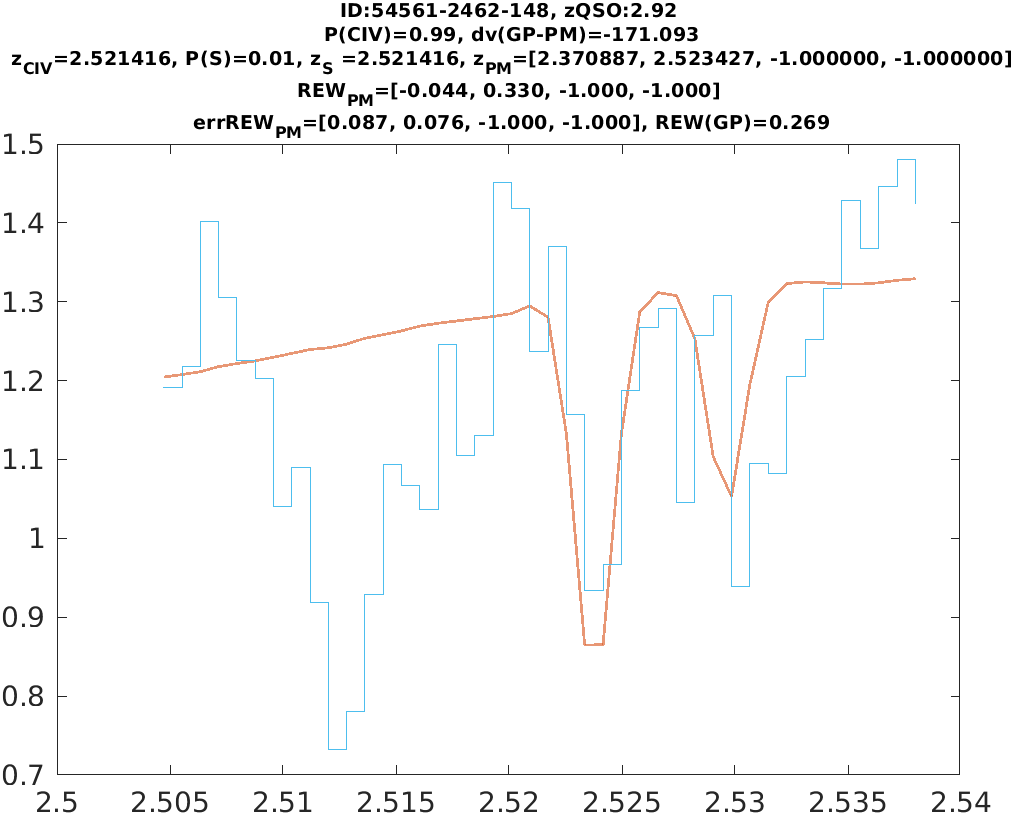 ID:54561-2462-148, zQSO:2.92
P(CIV)=0.99, dv(GP-PM)=-171.093
zCIV=2.521416, P(S)=0.01, zS =2.521416, zPM=[2.370887, 2.523427, -1.000000, -1.000000]
REWPM=[-0.044, 0.330, -1.000, -1.000]
errREWPM=[0.087, 0.076, -1.000, -1.000], REW(GP)=0.269
1.5
1.4
1.3
1.2
1.1
1
0.9
0.8
0.7
2.5 2.505 2.51 2.515 2.52 2.525 2.53 2.535 2.54